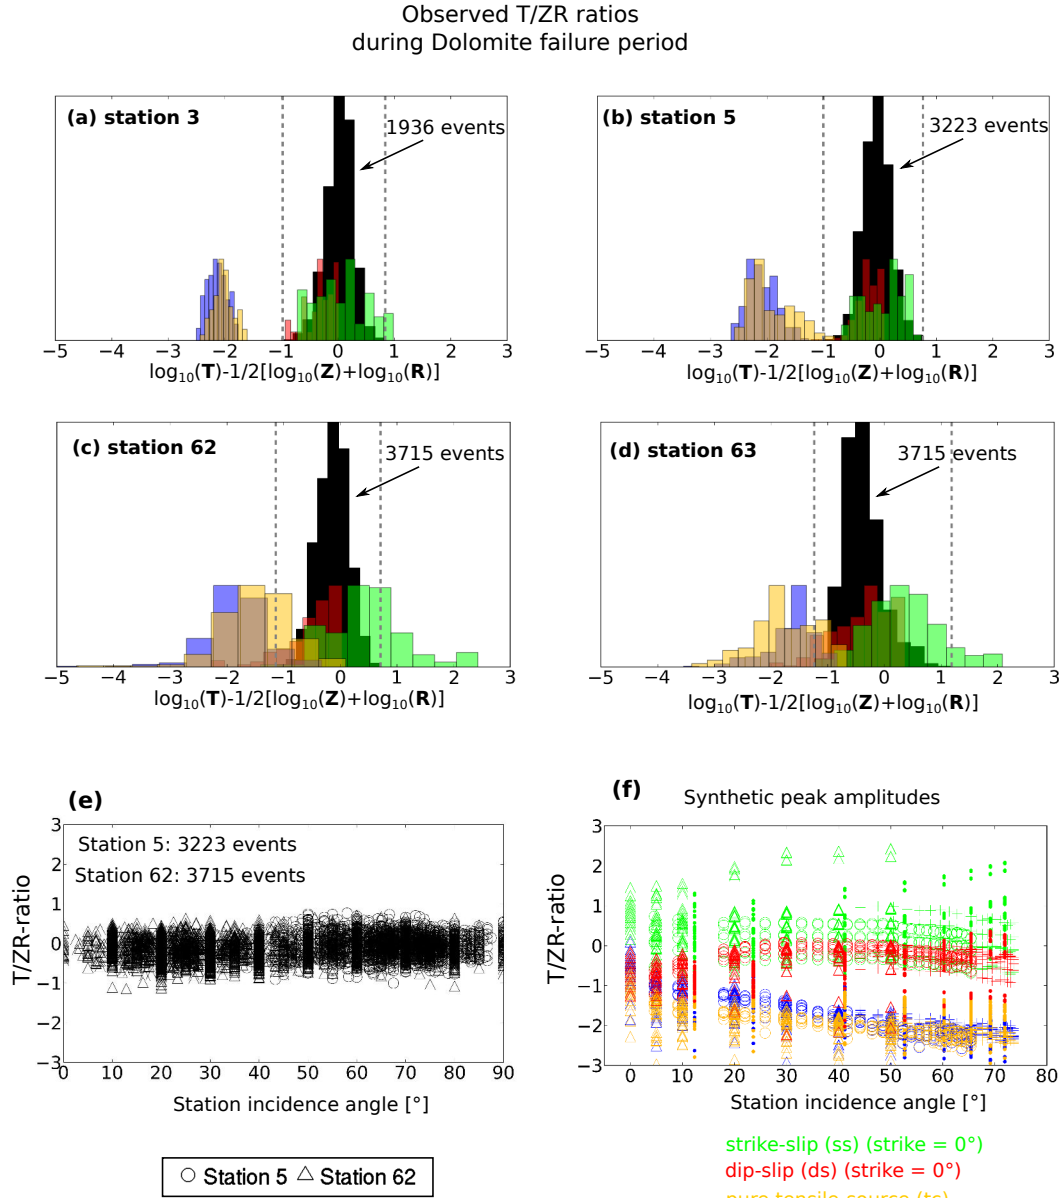 Observed T/ZR ratios
during Dolomite failure period
(a) station 3
1936 events
−5 −4 −3 −2 −1 0 1 2 3
log10(T)-1/2[log10(Z)+log10(R)]
(b) station 5
3223 events
−5 −4 −3 −2 −1 0 1 2 3
log10(T)-1/2[log10(Z)+log10(R)]
(c) station 62
3715 events
−5 −4 −3 −2 −1 0 1 2 3
log10(T)-1/2[log10(Z)+log10(R)]
(d) station 63
3715 events
−5 −4 −3 −2 −1 0 1 2 3
log10(T)-1/2[log10(Z)+log10(R)]
(e)
Station 5: 3223 events
Station 62: 3715 events
T/ZR-ratio
3
2
1
0
−1
−2
−3
0 10 20 30 40 50 60 70 80 90
Station incidence angle [°]
Station 5 Station 62
(f)
Synthetic peak amplitudes
T/ZR-ratio
3
2
1
0
−1
−2
−3
0 10 20 30 40 50 60 70 80
Station incidence angle [°]
strike-slip (ss) (strike = 0°)
dip-slip (ds) (strike = 0°)
pure tensile source (ts)